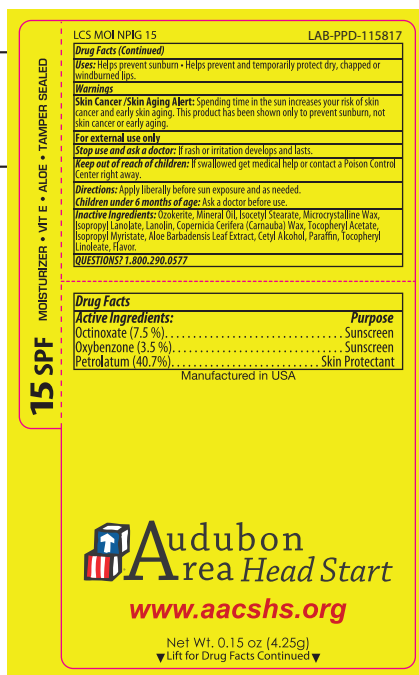 LCS MOI NPIG 15 LAB-PPD-115817
Drug Facts (Continued)
Uses: Helps prevent sunburn • Helps prevent and temporarily protect dry, chapped or
windburned lips.
Warnings
Skin Cancer /Skin Aging Alert: Spending time in the sun increases your risk of skin
cancer and early skin aging. This product has been shown only to prevent sunburn, not
skin cancer or early aging.
For external use only
Stop use and ask a doctor: If rash or irritation develops and lasts.
Keep out of reach of children: If swallowed get medical help or contact a Poison Control
Center right away.
Directions: Apply liberally before sun exposure and as needed.
Children under 6 months of age: Ask a doctor before use.
Inactive Ingredients: Ozokerite, Mineral Oil, Isocetyl Stearate, Microcrystalline Wax,
Isopropyl Lanolate, Lanolin, Copernicia Cerifera (Carnauba) Wax, Tocopheryl Acetate,
Isopropyl Myristate, Aloe Barbadensis Leaf Extract, Cetyl Alcohol, Paraffin, Tocopheryl
Linoleate, Flavor.
QUESTIONS? 1.800.290.0577
15 SPF MOISTURIZER • VIT E • ALOE • TAMPER SEALED
Drug Facts
Active Ingredients: Purpose
Octinoxate (7.5 %)................................Sunscreen
Oxybenzone (3.5 %)...............................Sunscreen
Petrolatum (40.7%)...........................Skin Protectant
Manufactured in USA
Audubon
Area Head Start
www.aacshs.org
Net Wt. 0.15 oz (4.25g)
▼Lift for Drug Facts Continued▼